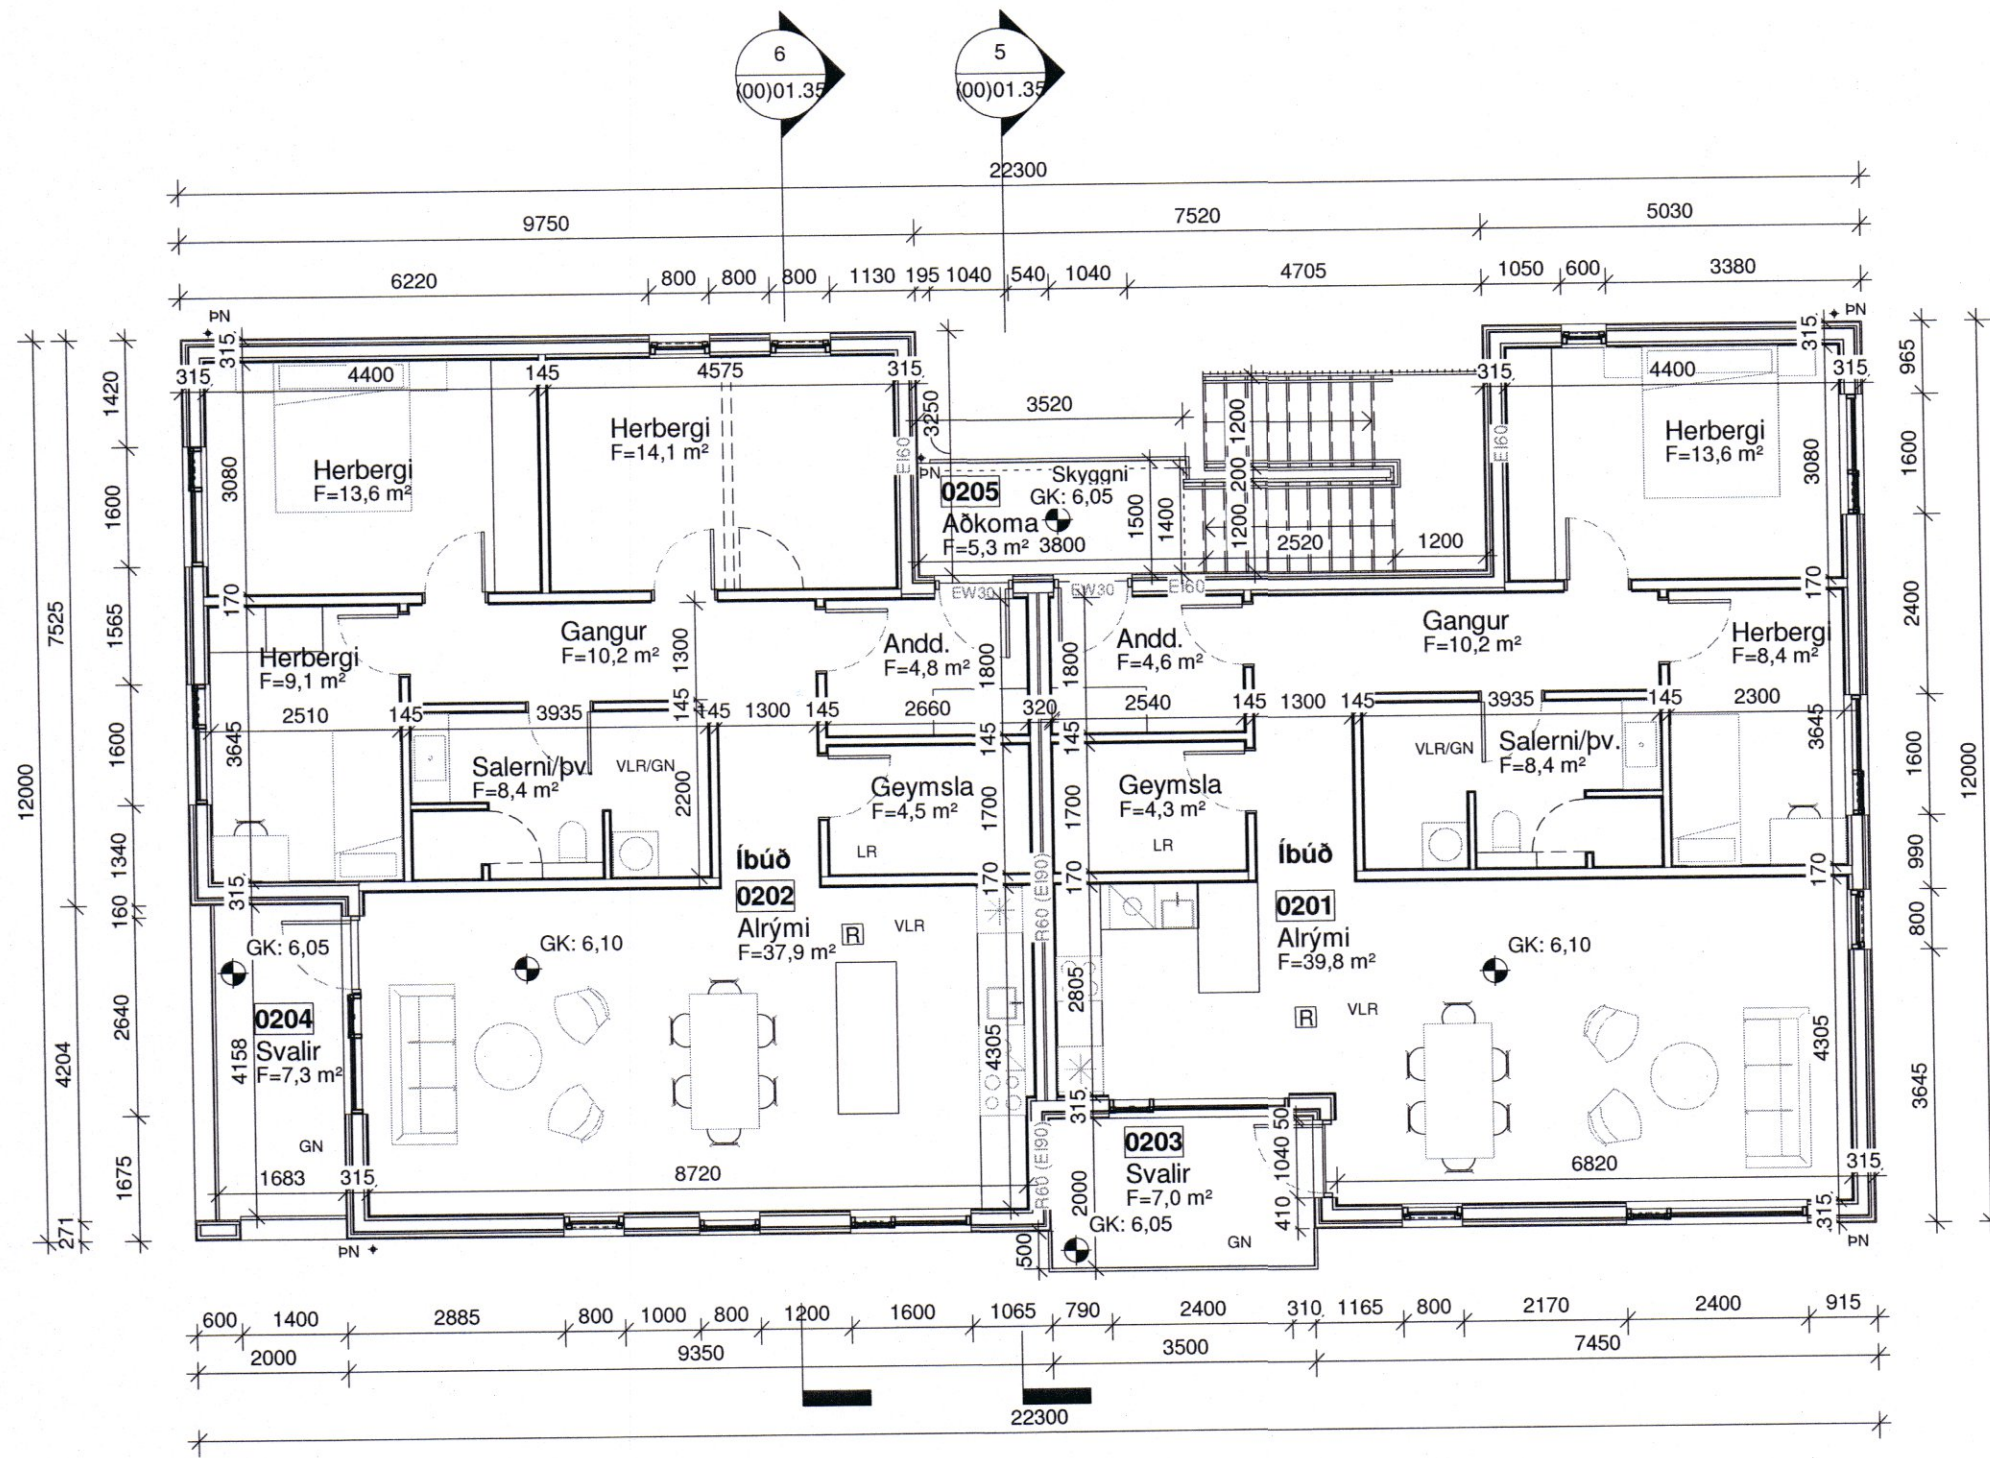 6
(00)01.35
5
(00)01.35
22300
9750
7520
5030
6220
800
800
800
1130
195
1040
540
1040
4705
1050
600
3380
ÞN
ÞN
315
315
315
4400
145
4575
315
315
4400
315
12000
7525
4204
271
1420
1600
1565
1600
1340
160
2640
1675
3080
Herbergi
F=13,6 m²
Herbergi
F=14,1 m²
EI60
3250
3520
ÞN
Skyggni
0205
GK: 6,05
Aðkoma
F=5,3 m²
3800
1500
1400
1200
200
1200
2520
1200
EI60
Herbergi
F=13,6 m²
3080
965
1600
2400
1600
990
800
3645
12000
170
EW30
EW30
EI60
170
Herbergi
F=9,1 m²
Gangur
F=10,2 m²
1300
Andd.
F=4,8 m²
1800
1800
Andd.
F=4,6 m²
Gangur
F=10,2 m²
Herbergi
F=8,4 m²
2510
145
3935
145
145
1300
145
2660
320
2540
145
1300
145
3935
145
2300
3645
145
145
3645
Salerni/þv.
F=8,4 m²
VLR/GN
2200
Geymsla
F=4,5 m²
LR
1700
1700
Geymsla
F=4,3 m²
LR
VLR/GN
Salerni/þv.
F=8,4 m²
315
170
170
170
Íbúð
0202
Alrými
F=37,9 m²
R
VLR
R60 (EI90)
Íbúð
0201
Alrými
F=39,8 m²
R
VLR
GK: 6,05
GK: 6,10
GK: 6,10
0204
Svalir
F=7,3 m²
4158
GN
1683
315
8720
4305
2805
315
R60 (EI90)
0203
Svalir
F=7,0 m²
GK: 6,05
2000
500
GN
50
1040
410
6820
4305
315
315
ÞN
ÞN
600
1400
2885
800
1000
800
1200
1600
1065
790
2400
310
1165
800
2170
2400
915
2000
9350
3500
7450
22300